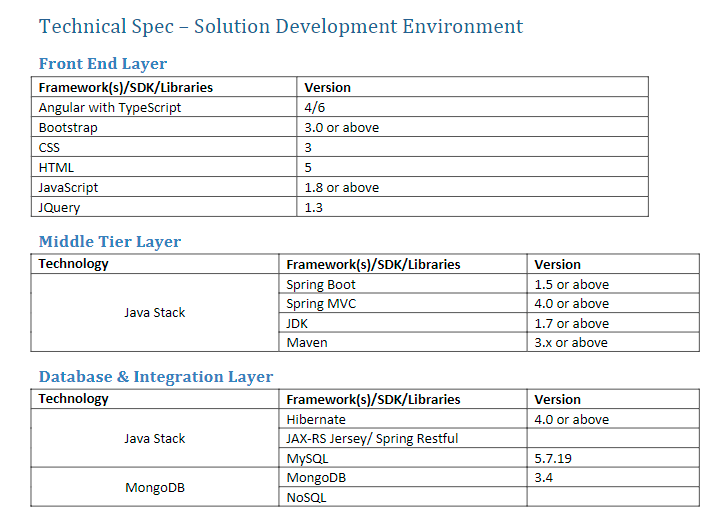 Technical Spec – Solution Development Environment
Front End Layer
Framework(s)/SDK/Libraries Version
Angular with TypeScript 4/6
Bootstrap 3.0 or above
CSS 3
HTML 5
JavaScript 1.8 or above
JQuery 1.3
Middle Tier Layer
Technology Framework(s)/SDK/Libraries Version
Java Stack
Spring Boot 1.5 or above
Spring MVC 4.0 or above
JDK 1.7 or above
Maven 3.x or above
Database & Integration Layer
Technology Framework(s)/SDK/Libraries Version
Java Stack
Hibernate 4.0 or above
JAX-RS Jersey/ Spring Restful
MySQL 5.7.19
MongoDB
MongoDB 3.4
NoSQL